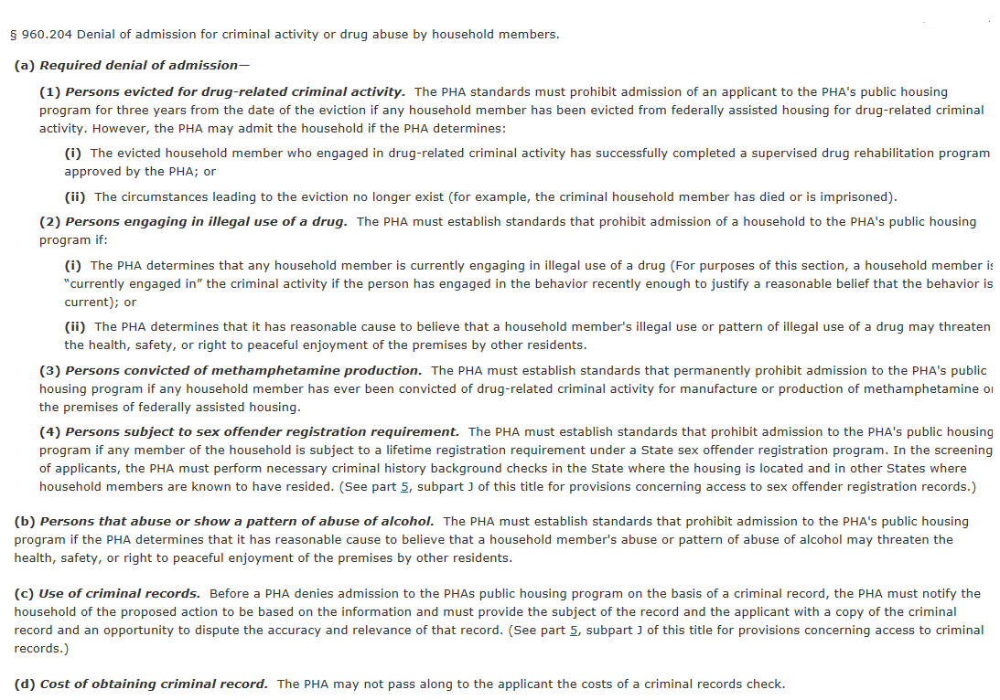 § 960.204 Denial of admission for criminal activity or drug abuse by household members.
(a) Required denial of admission—
(1) Persons evicted for drug-related criminal activity. The PHA standards must prohibit admission of an applicant to the PHA's public housing
program for three years from the date of the eviction if any household member has been evicted from federally assisted housing for drug-related criminal
activity. However, the PHA may admit the household if the PHA determines:
(i) The evicted household member who engaged in drug-related criminal activity has successfully completed a supervised drug rehabilitation program
approved by the PHA; or
(ii) The circumstances leading to the eviction no longer exist (for example, the criminal household member has died or is imprisoned).
(2) Persons engaging in illegal use of a drug. The PHA must establish standards that prohibit admission of a household to the PHA's public housing
program if:
(i) The PHA determines that any household member is currently engaging in illegal use of a drug (For purposes of this section, a household member is
“currently engaged in” the criminal activity if the person has engaged in the behavior recently enough to justify a reasonable belief that the behavior is
current); or
(ii) The PHA determines that it has reasonable cause to believe that a household member's illegal use or pattern of illegal use of a drug may threaten
the health, safety, or right to peaceful enjoyment of the premises by other residents.
(3) Persons convicted of methamphetamine production. The PHA must establish standards that permanently prohibit admission to the PHA's public
housing program if any household member has ever been convicted of drug-related criminal activity for manufacture or production of methamphetamine
the premises of federally assisted housing.
(4) Persons subject to sex offender registration requirement. The PHA must establish standards that prohibit admission to the PHA's public housing
program if any member of the household is subject to a lifetime registration requirement under a State sex offender registration program. In the screening
of applicants, the PHA must perform necessary criminal history background checks in the State where the housing is located and in other States where
household members are known to have resided. (See part 5, subpart J of this title for provisions concerning access to sex offender registration records.)
(b) Persons that abuse or show a pattern of abuse of alcohol. The PHA must establish standards that prohibit admission to the PHA's public housing
program if the PHA determines that it has reasonable cause to believe that a household member's abuse or pattern of abuse of alcohol may threaten the
health, safety, or right to peaceful enjoyment of the premises by other residents.
(c) Use of criminal records. Before a PHA denies admission to the PHAs public housing program on the basis of a criminal record, the PHA must notify the
household of the proposed action to be based on the information and must provide the subject of the record and the applicant with a copy of the criminal
record and an opportunity to dispute the accuracy and relevance of that record. (See part 5, subpart J of this title for provisions concerning access to criminal
records.)
(d) Cost of obtaining criminal record. The PHA may not pass along to the applicant the costs of a criminal records check.